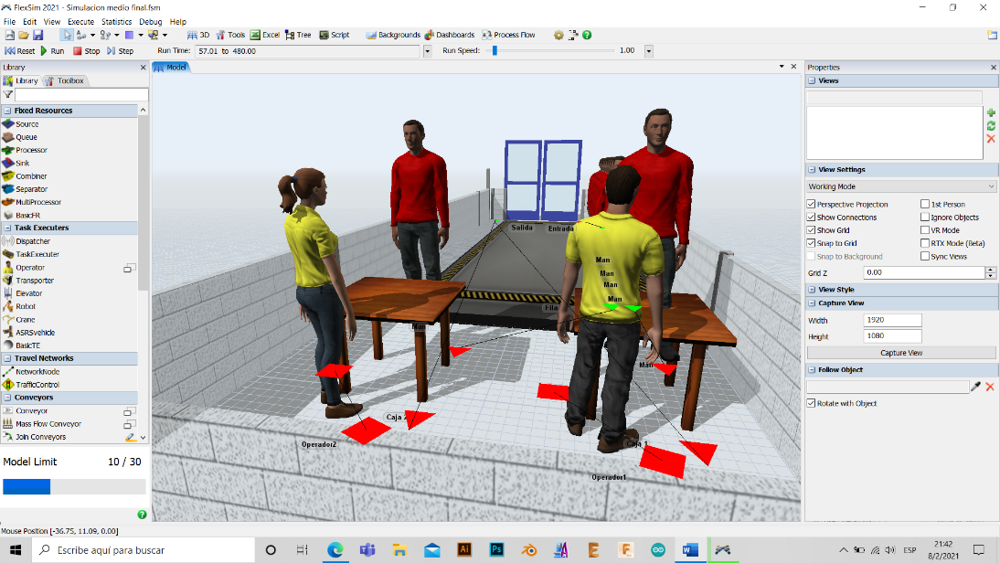 FlexSim 2021 - Simulacion medio final.fsm
File Edit View Execute Statistics Debug Help
3D Tools Excel Tree Script Backgrounds Dashboards Process Flow
Reset Run Stop Step Run Time: 57.01 to 480.00 Run Speed: 1.00
Library
Library Toolbox
Fixed Resources
Source
Queue
Processor
Sink
Combiner
Separator
MultiProcessor
BasicFR
Task Executers
Dispatcher
TaskExecuter
Operator
Transporter
Elevator
Robot
Crane
ASRSvehicle
BasicTE
Travel Networks
NetworkNode
TrafficControl
Conveyors
Conveyor
Mass Flow Conveyor
Join Conveyors
Model Limit 10 / 30
Model
Salida Entrada
Man
Man
Man
Man
Fila
Man
Man
Caja 2
Caja 1
Operador2
Operador1
Properties
Views
View Settings
Working Mode
Perspective Projection 1st Person
Show Connections Ignore Objects
Show Grid VR Mode
Snap to Grid RTX Mode (Beta)
Snap to Background Sync Views
Grid Z 0.00
View Style
Capture View
Width 1920
Height 1080
Capture View
Follow Object
Rotate with Object
Mouse Position [-36.75, 11.09, 0.00]
Escribe aquí para buscar
ESP
21:42
8/2/2021